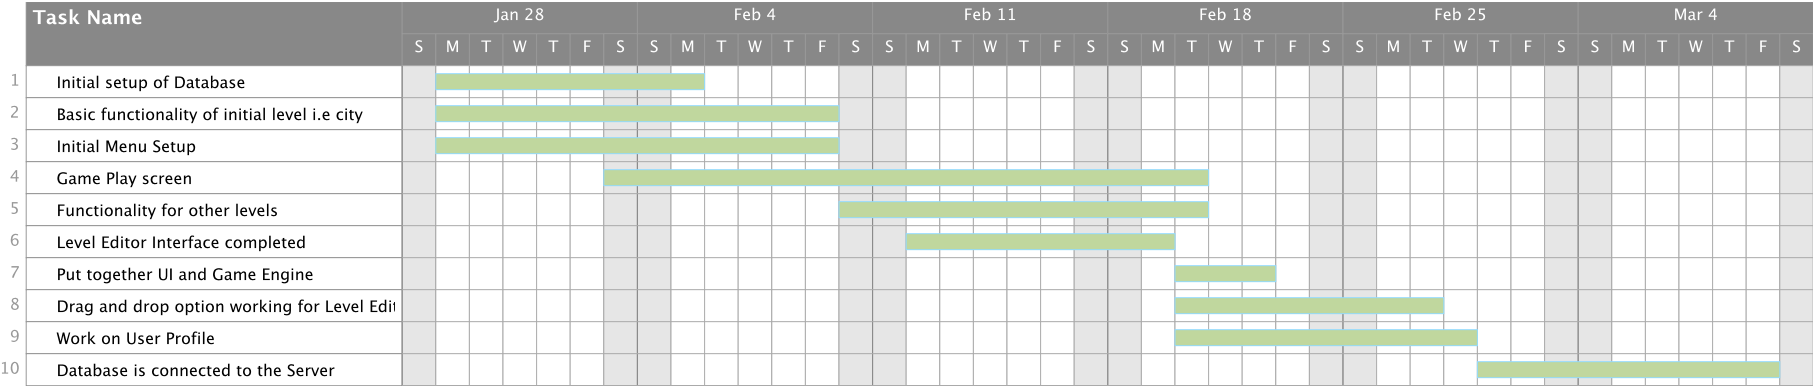 Task Name Jan 28 Feb 4 Feb 11 Feb 18 Feb 25 Mar 4
S M T W T F S S M T W T F S S M T W T F S S M T W T F S S M T W T F S S M T W T F S
1 Initial setup of Database
2 Basic functionality of initial level i.e city
3 Initial Menu Setup
4 Game Play screen
5 Functionality for other levels
6 Level Editor Interface completed
7 Put together UI and Game Engine
8 Drag and drop option working for Level Edit
9 Work on User Profile
10 Database is connected to the Server